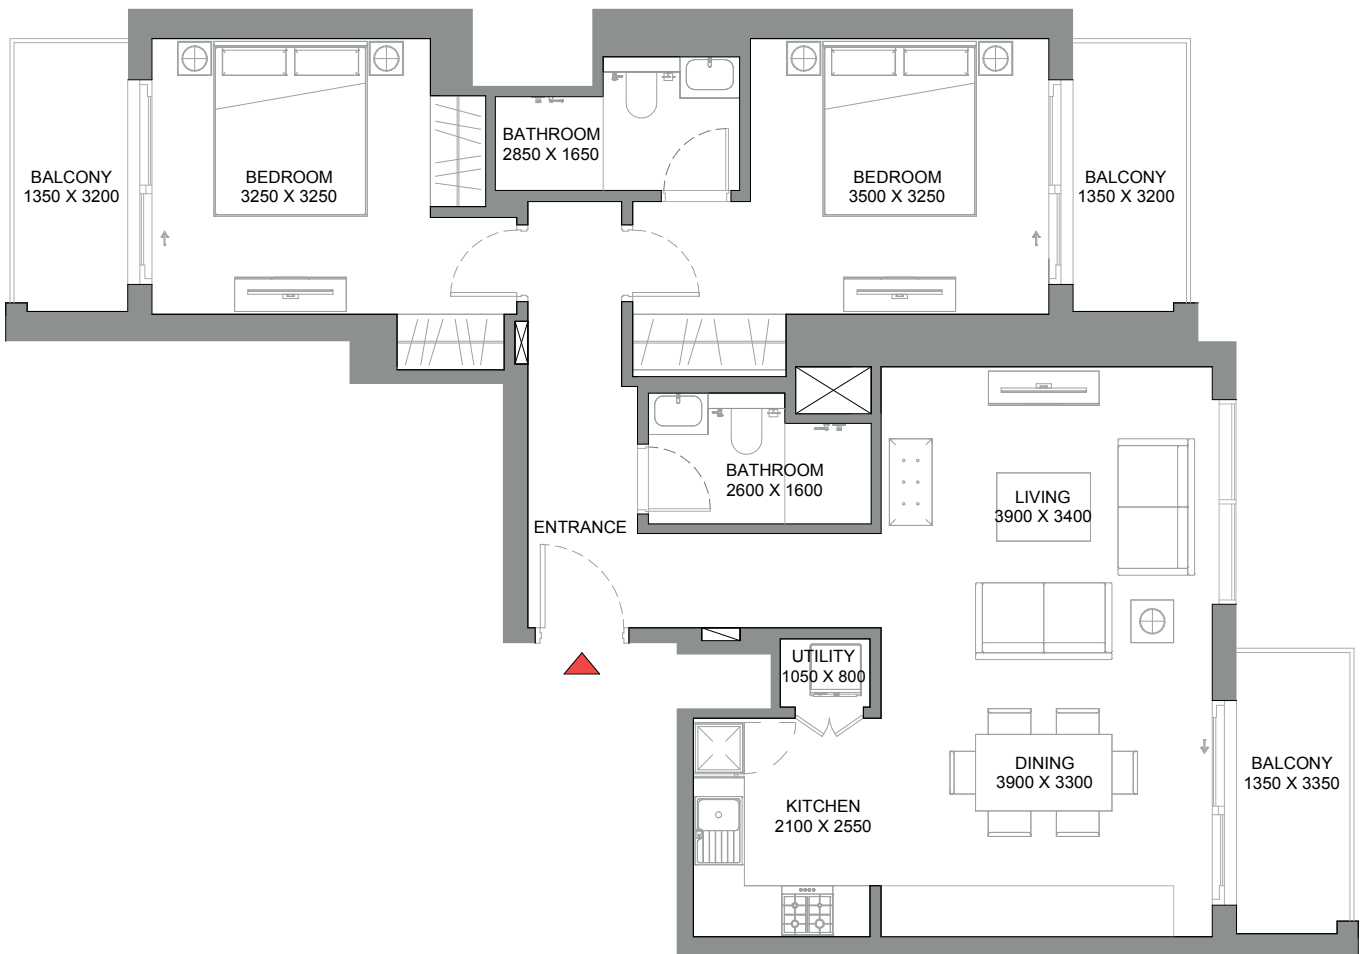 BATHROOM
2850 X 1650
BALCONY
1350 X 3200
BEDROOM
3250 X 3250
BEDROOM
3500 X 3250
BALCONY
1350 X 3200
BATHROOM
2600 X 1600
LIVING
3900 X 3400
ENTRANCE
UTILITY
1050 X 800
DINING
3900 X 3300
BALCONY
1350 X 3350
KITCHEN
2100 X 2550